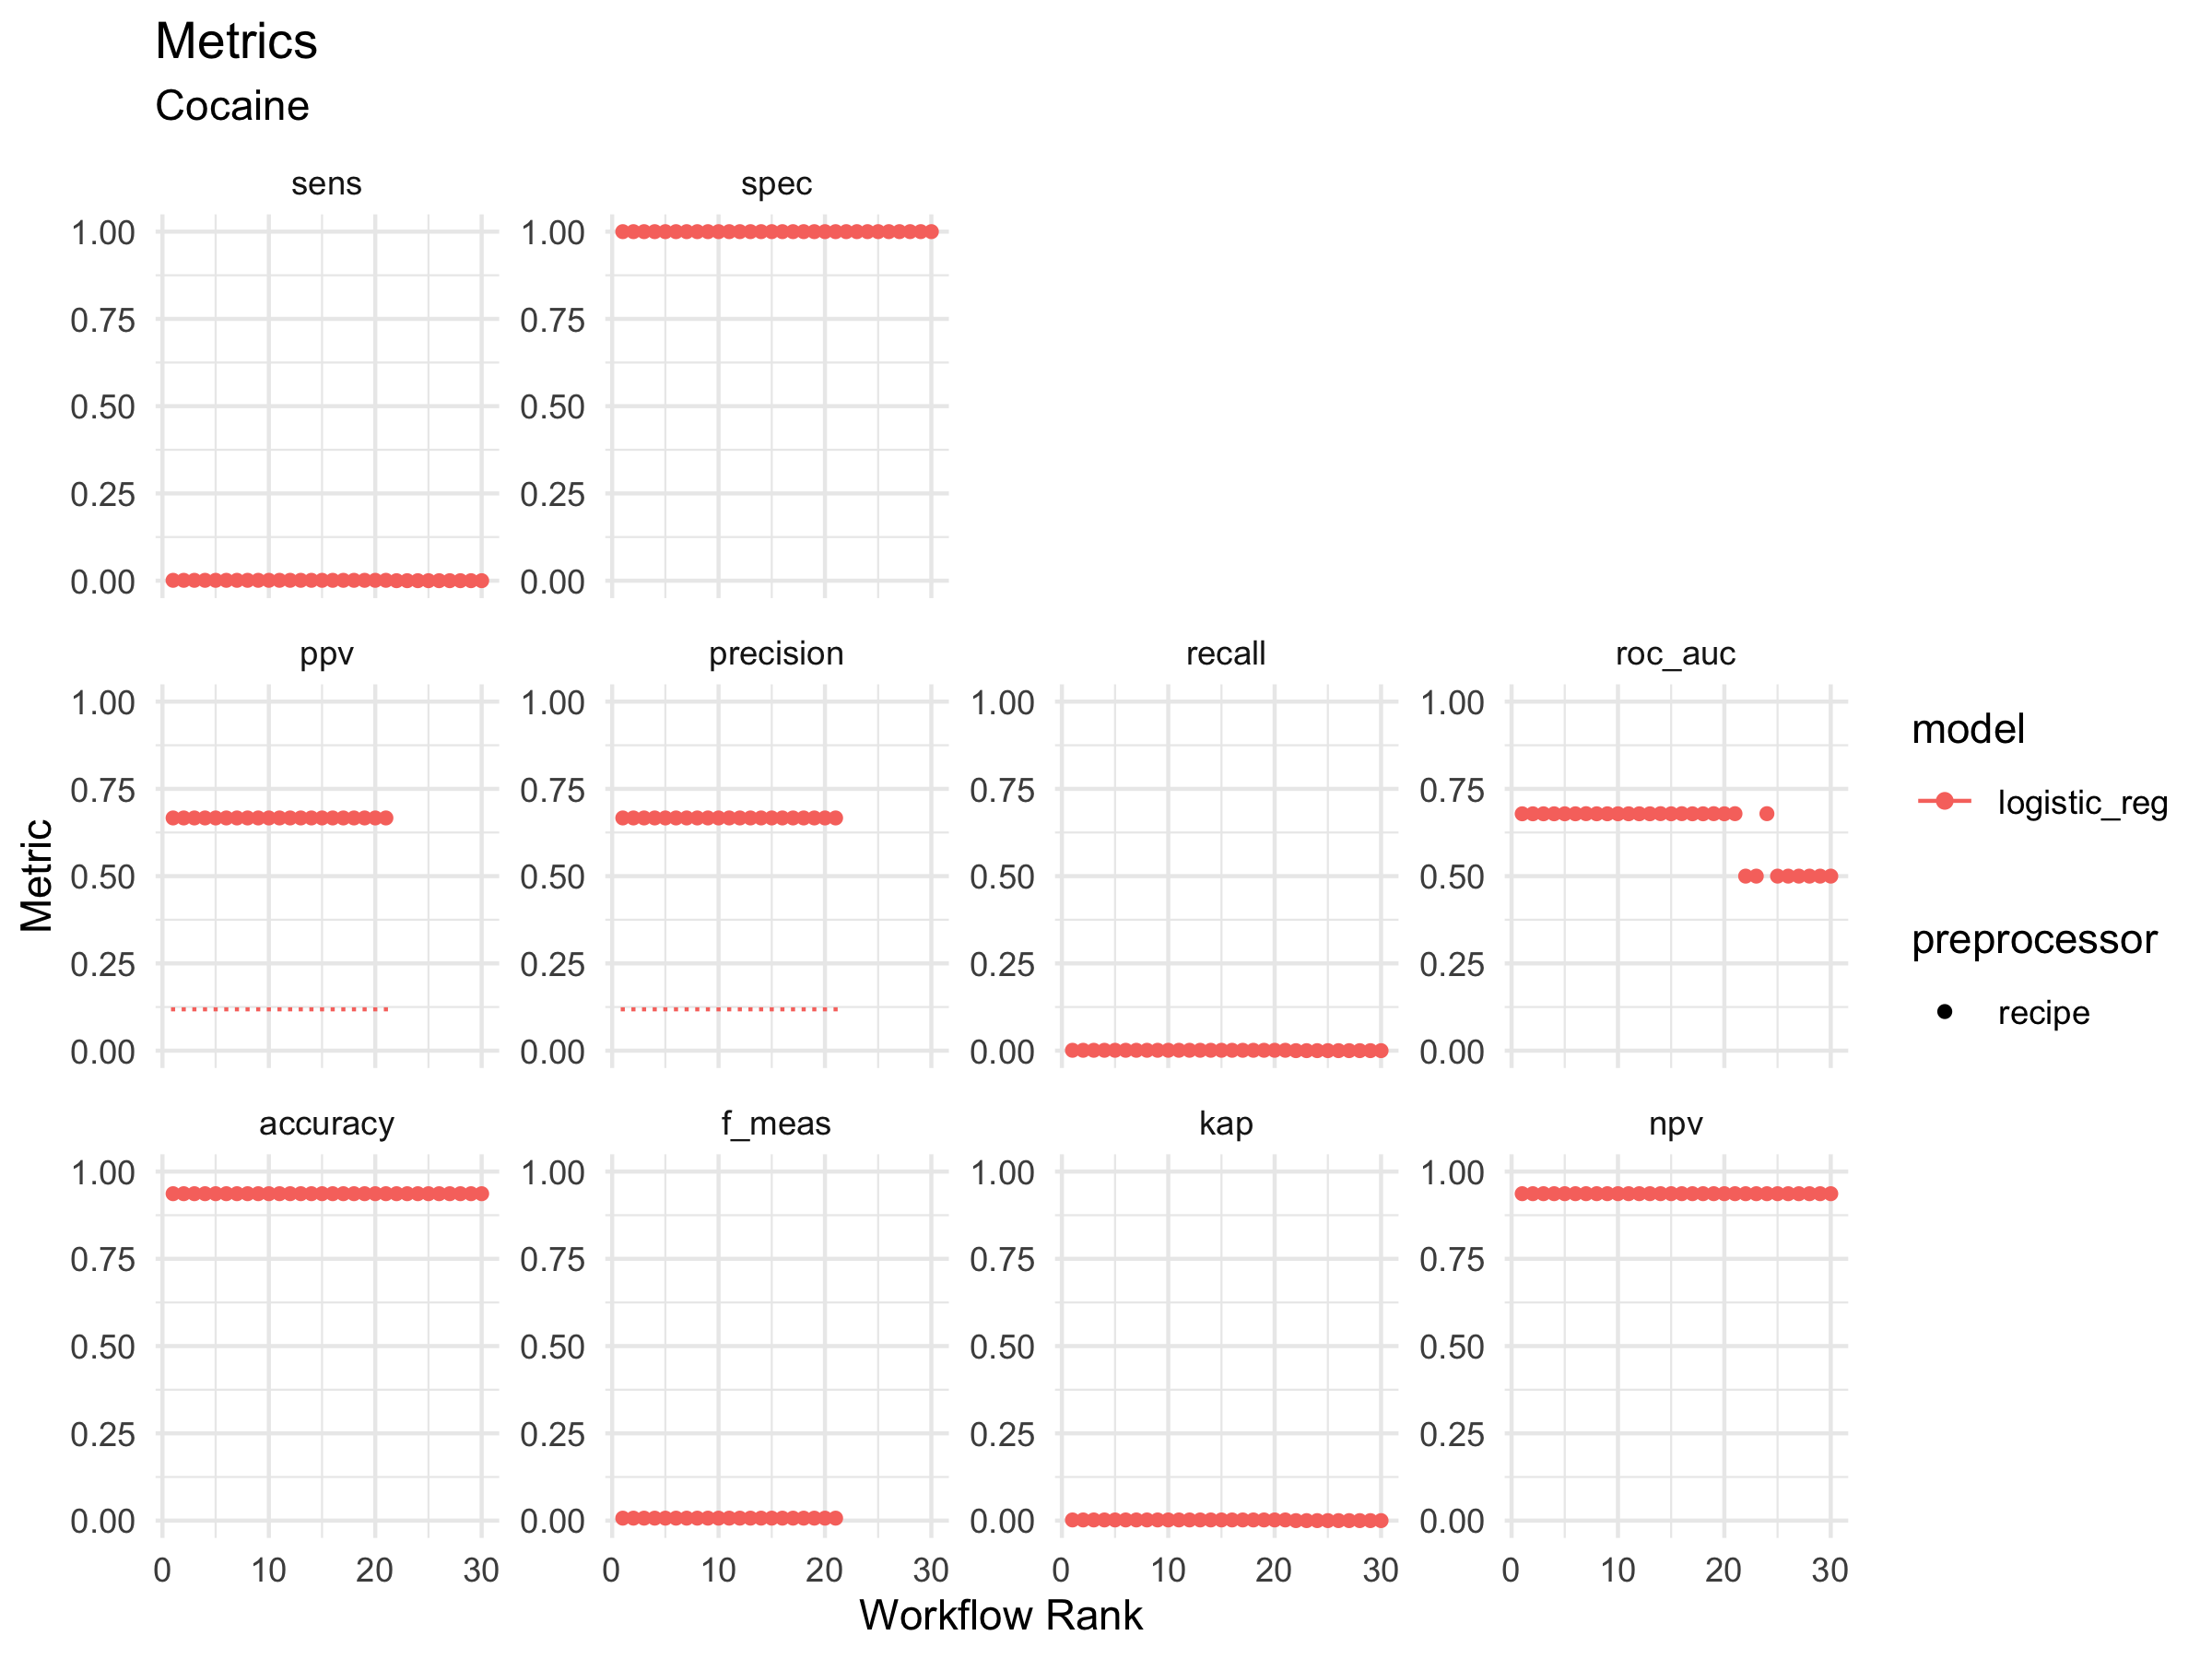 Metrics
Cocaine
sens spec
1.00 1.00
0.75 0.75
0.50 0.50
0.25 0.25
0.00 0.00
ppv precision recall roc_auc
1.00 1.00 1.00 1.00
0.75 0.75 0.75 0.75
0.50 0.50 0.50 0.50
0.25 0.25 0.25 0.25
0.00 0.00 0.00 0.00
accuracy f_meas kap npv
1.00 1.00 1.00 1.00
0.75 0.75 0.75 0.75
0.50 0.50 0.50 0.50
0.25 0.25 0.25 0.25
0.00 0.00 0.00 0.00
0 10 20 30 0 10 20 30 0 10 20 30 0 10 20 30
Workflow Rank
Metric
model
logistic_reg
preprocessor
recipe